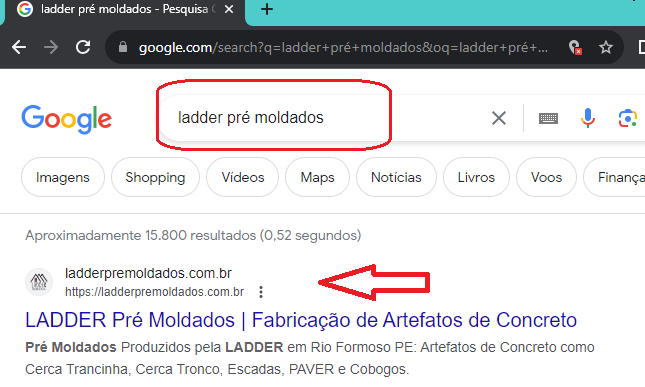 ladder pré moldados - Pesquisa G
google.com/search?q=ladder+pré+moldados&oq=ladder+pré+...
Google
ladder pré moldados
Imagens
Shopping
Vídeos
Maps
Notícias
Livros
Voos
Finança
Aproximadamente 15.800 resultados (0,52 segundos)
ladderpremoldados.com.br
https://ladderpremoldados.com.br
LADDER Pré Moldados | Fabricação de Artefatos de Concreto
Pré Moldados Produzidos pela LADDER em Rio Formoso PE: Artefatos de Concreto como
Cerca Trancinha, Cerca Tronco, Escadas, PAVER e Cobogos.